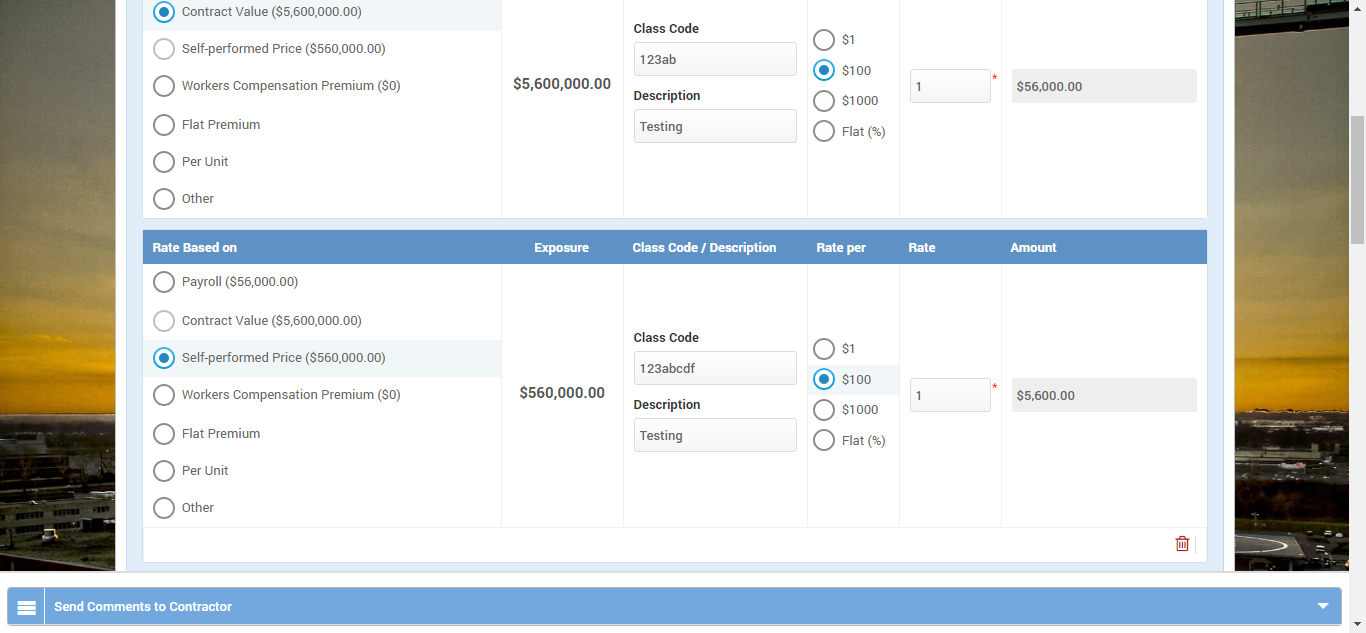 Contract Value ($5,600,000.00)
Self-performed Price ($560,000.00)
Workers Compensation Premium ($0)
Flat Premium
Per Unit
Other
$5,600,000.00
Class Code
123ab
Description
Testing
$1
$100
$1000
Flat (%)
1
*
$56,000.00
Rate Based on Exposure Class Code / Description Rate per Rate Amount
Payroll ($56,000.00)
Contract Value ($5,600,000.00)
Self-performed Price ($560,000.00)
Workers Compensation Premium ($0)
Flat Premium
Per Unit
Other
$560,000.00
Class Code
123abcdf
Description
Testing
$1
$100
$1000
Flat (%)
1
*
$5,600.00
Send Comments to Contractor